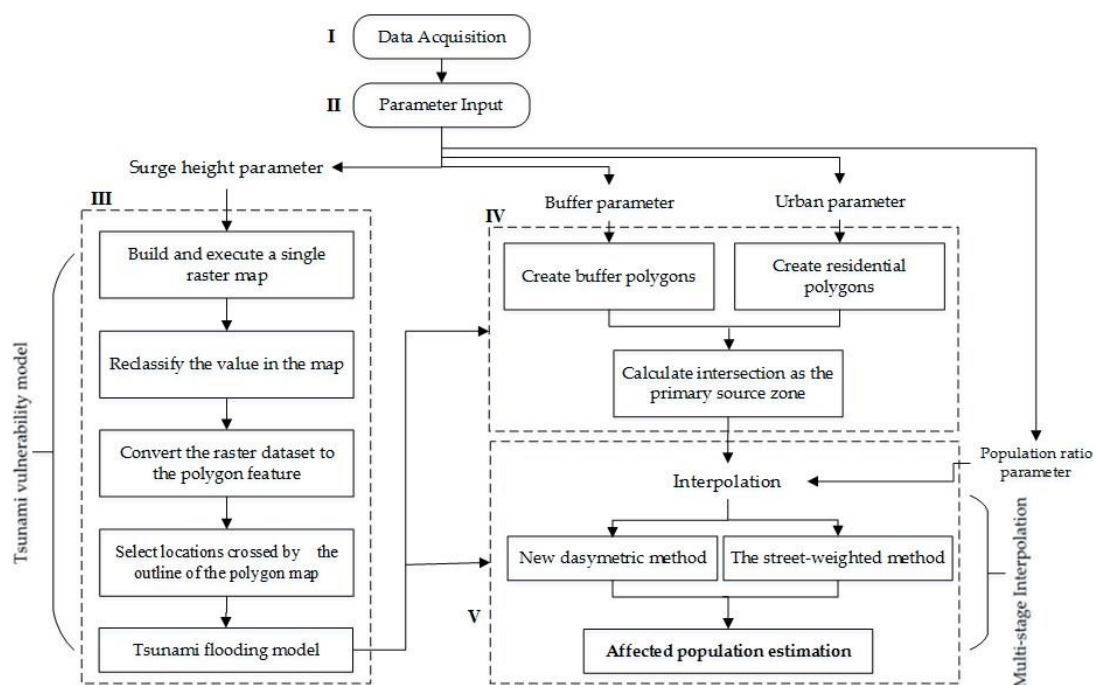 I
Data Acquisition
II
Parameter Input
Surge height parameter
III
Build and execute a single
raster map
Reclassify the value in the map
Convert the raster dataset to
the polygon feature
Select locations crossed by the
outline of the polygon map
Tsunami flooding model
Tsunami vulnerability model
Buffer parameter
Urban parameter
IV
Create buffer polygons
Create residential
polygons
Calculate intersection as the
primary source zone
Population ratio
parameter
Interpolation
New dasymetric method
The street-weighted method
V
Affected population estimation
Multi-stage Interpolation